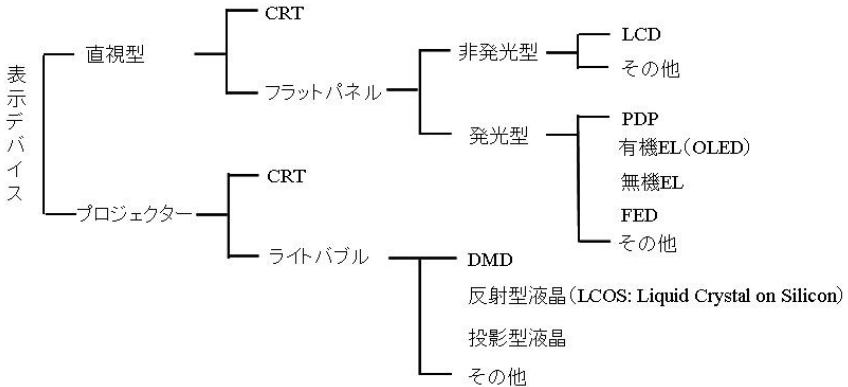 表示デバイス
直視型
CRT
フラットパネル
非発光型
LCD
その他
発光型
PDP
有機EL（OLED）
無機EL
FED
その他
プロジェクター
CRT
ライトバブル
DMD
反射型液晶（LCOS: Liquid Crystal on Silicon）
投影型液晶
その他